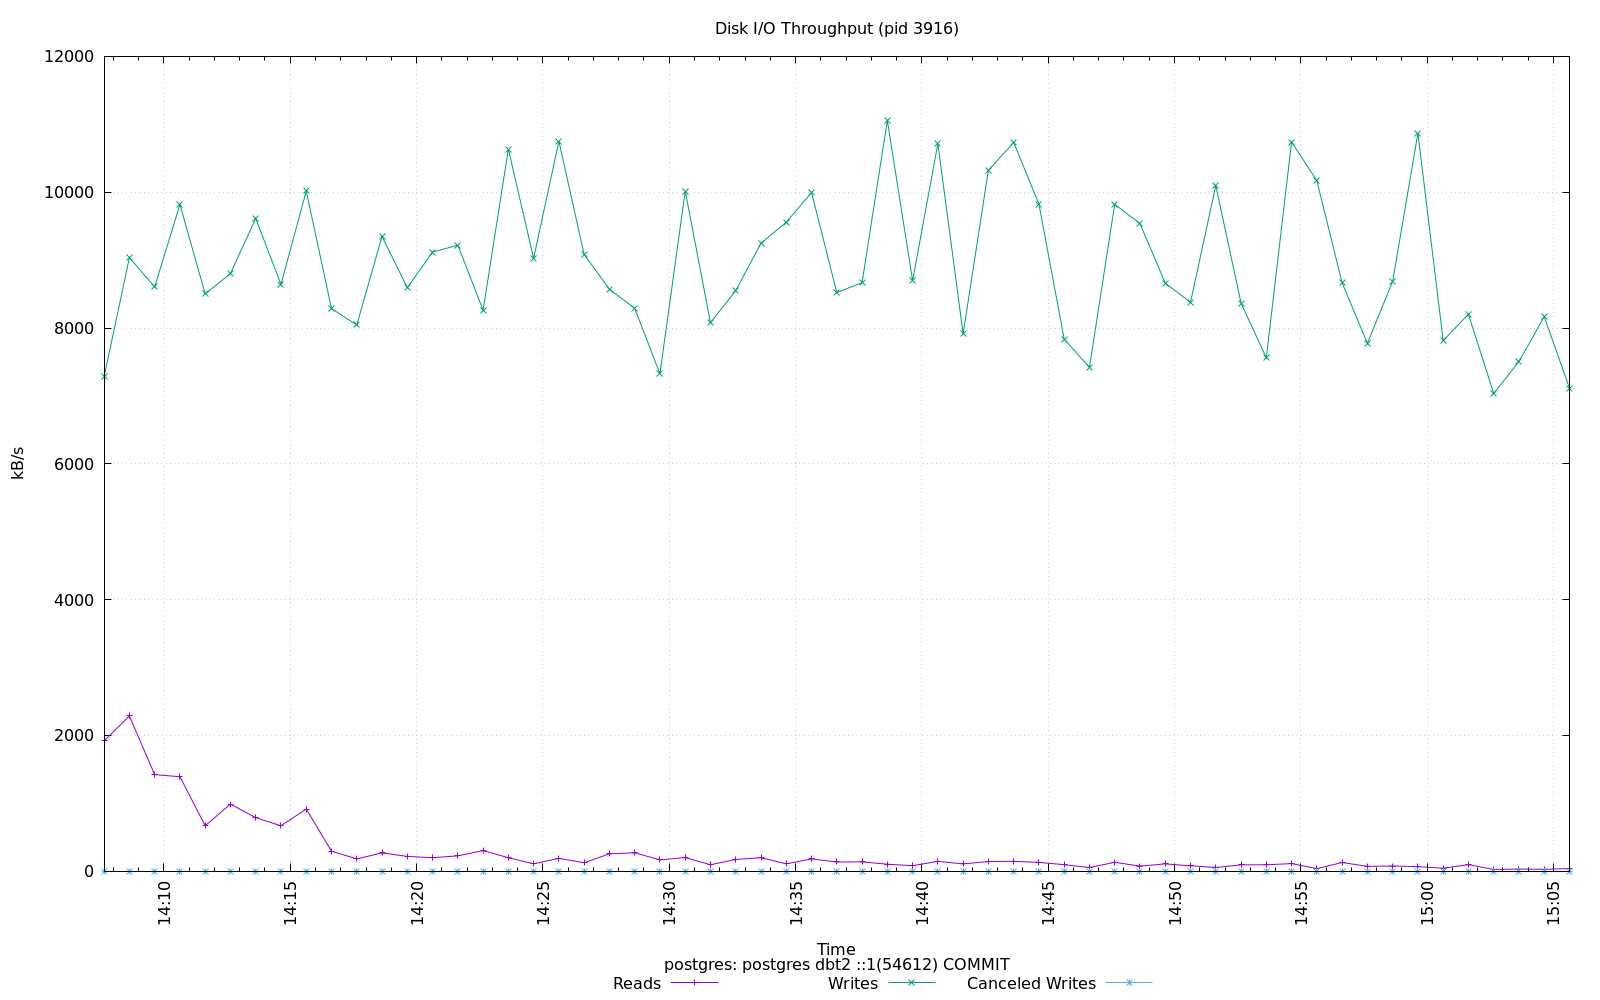 Disk I/O Throughput (pid 3916)
12000
10000
8000
6000
4000
2000
0
kB/s
14:10 14:15 14:20 14:25 14:30 14:35 14:40 14:45 14:50 14:55 15:00 15:05
Time
postgres: postgres dbt2 ::1(54612) COMMIT
Reads Writes Canceled Writes